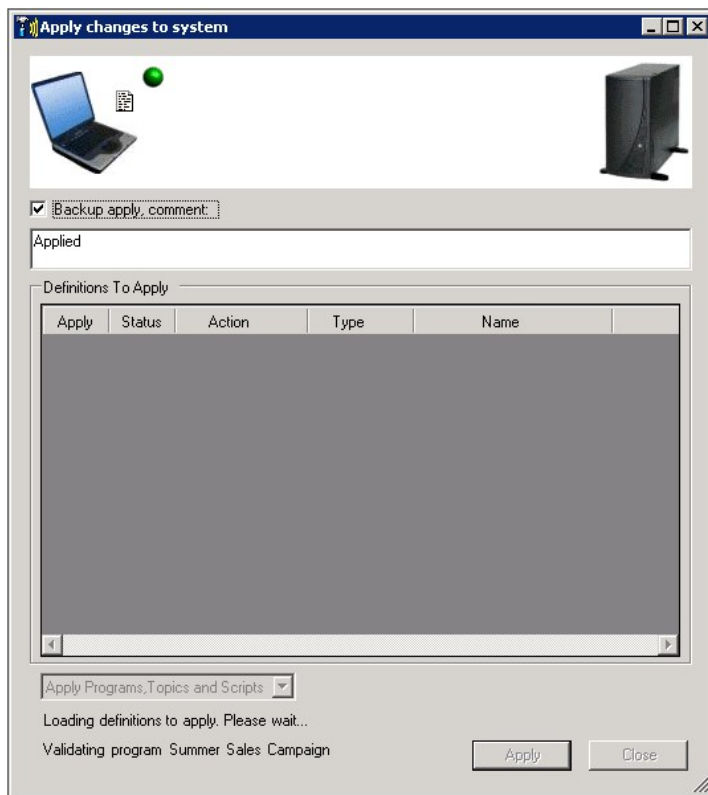 Apply changes to system
Backup apply, comment:
Applied
Definitions To Apply
Apply Status Action Type Name
Apply Programs,Topics and Scripts
Loading definitions to apply. Please wait...
Validating program Summer Sales Campaign
Apply Close